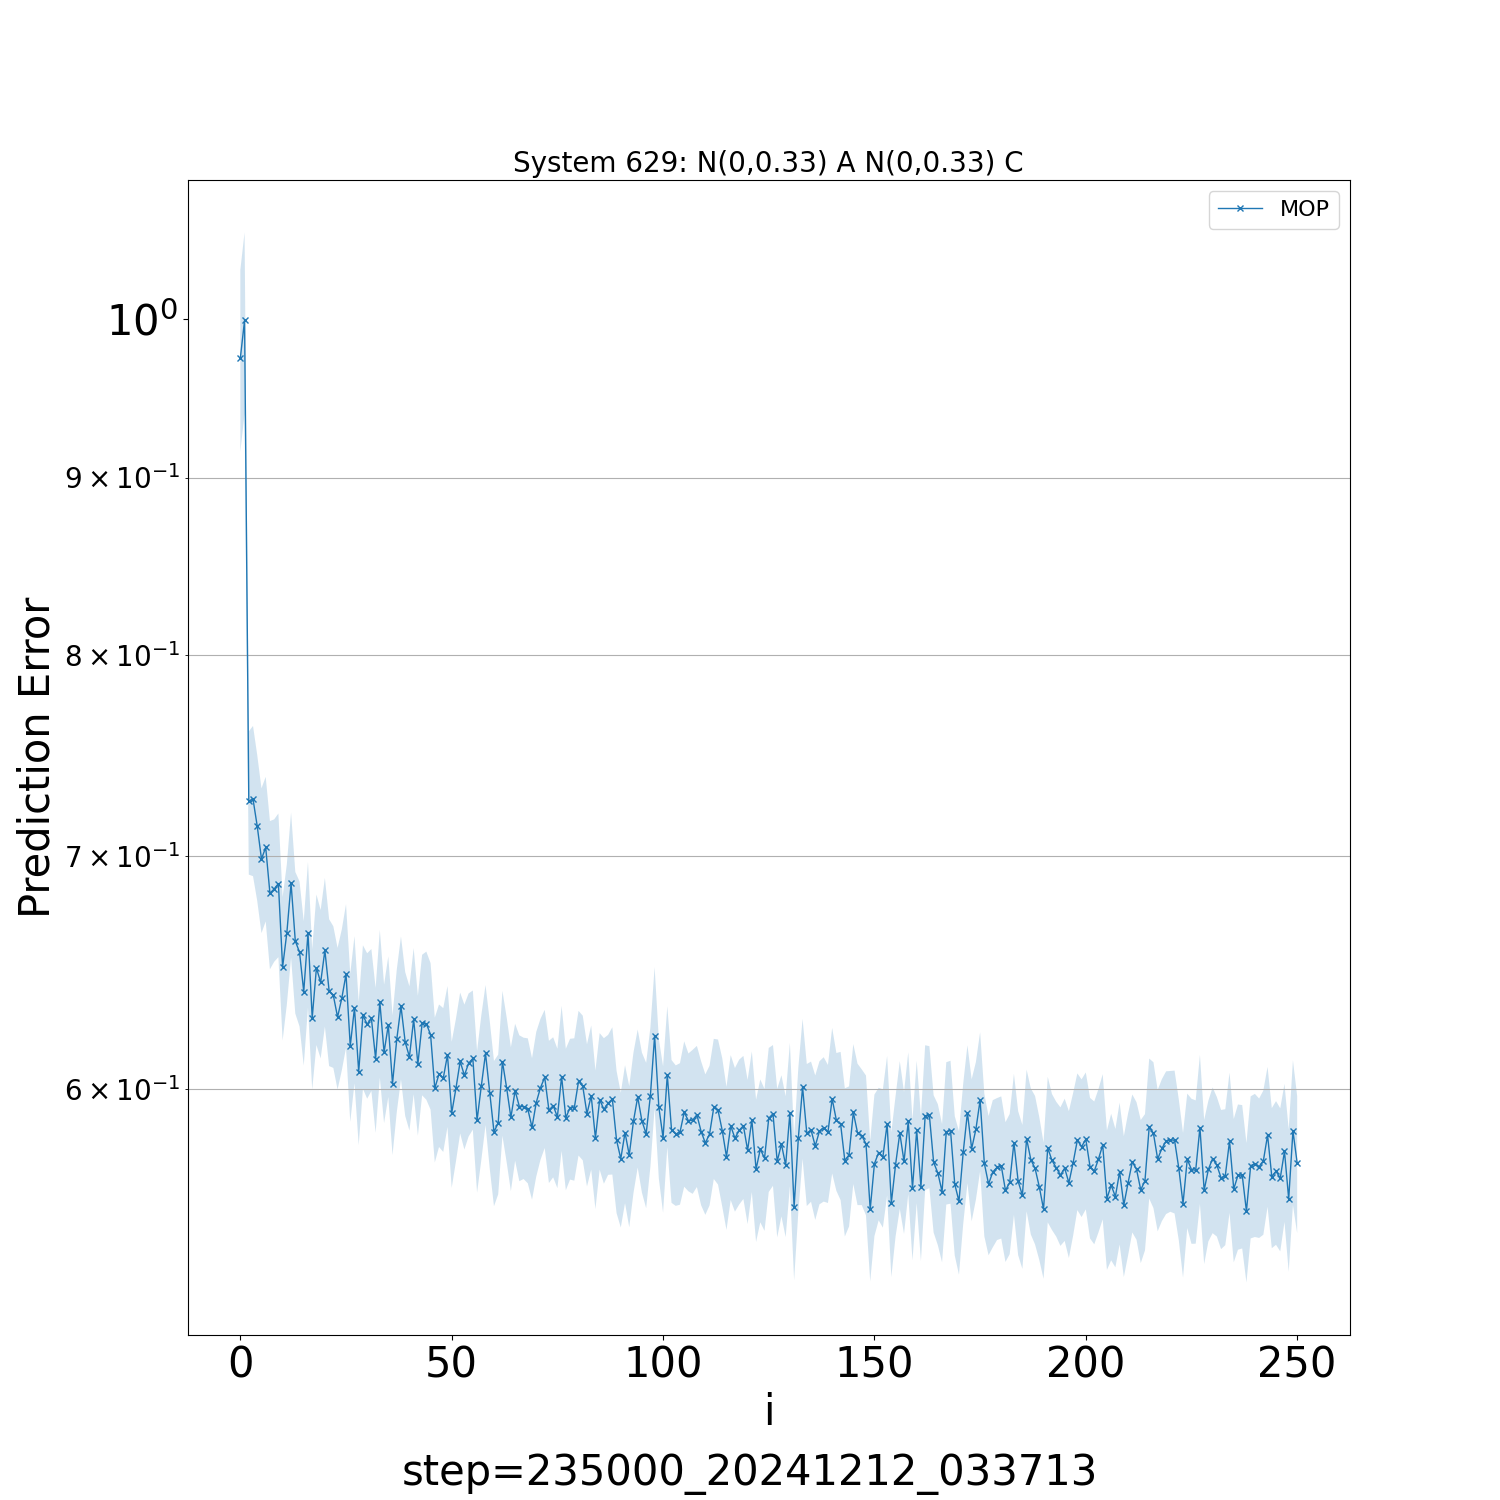 System 629: N(0,0.33) A N(0,0.33) C
MOP
10⁰
9 × 10⁻¹
8 × 10⁻¹
7 × 10⁻¹
6 × 10⁻¹
Prediction Error
0 50 100 150 200 250
i
step=235000_20241212_033713